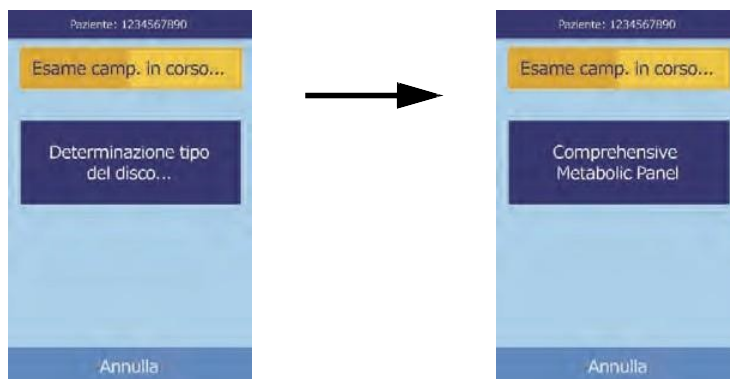 Paziente: 1234567890
Esame camp. in corso...
Determinazione tipo
del disco...
Annulla
Paziente: 1234567890
Esame camp. in corso...
Comprehensive
Metabolic Panel
Annulla